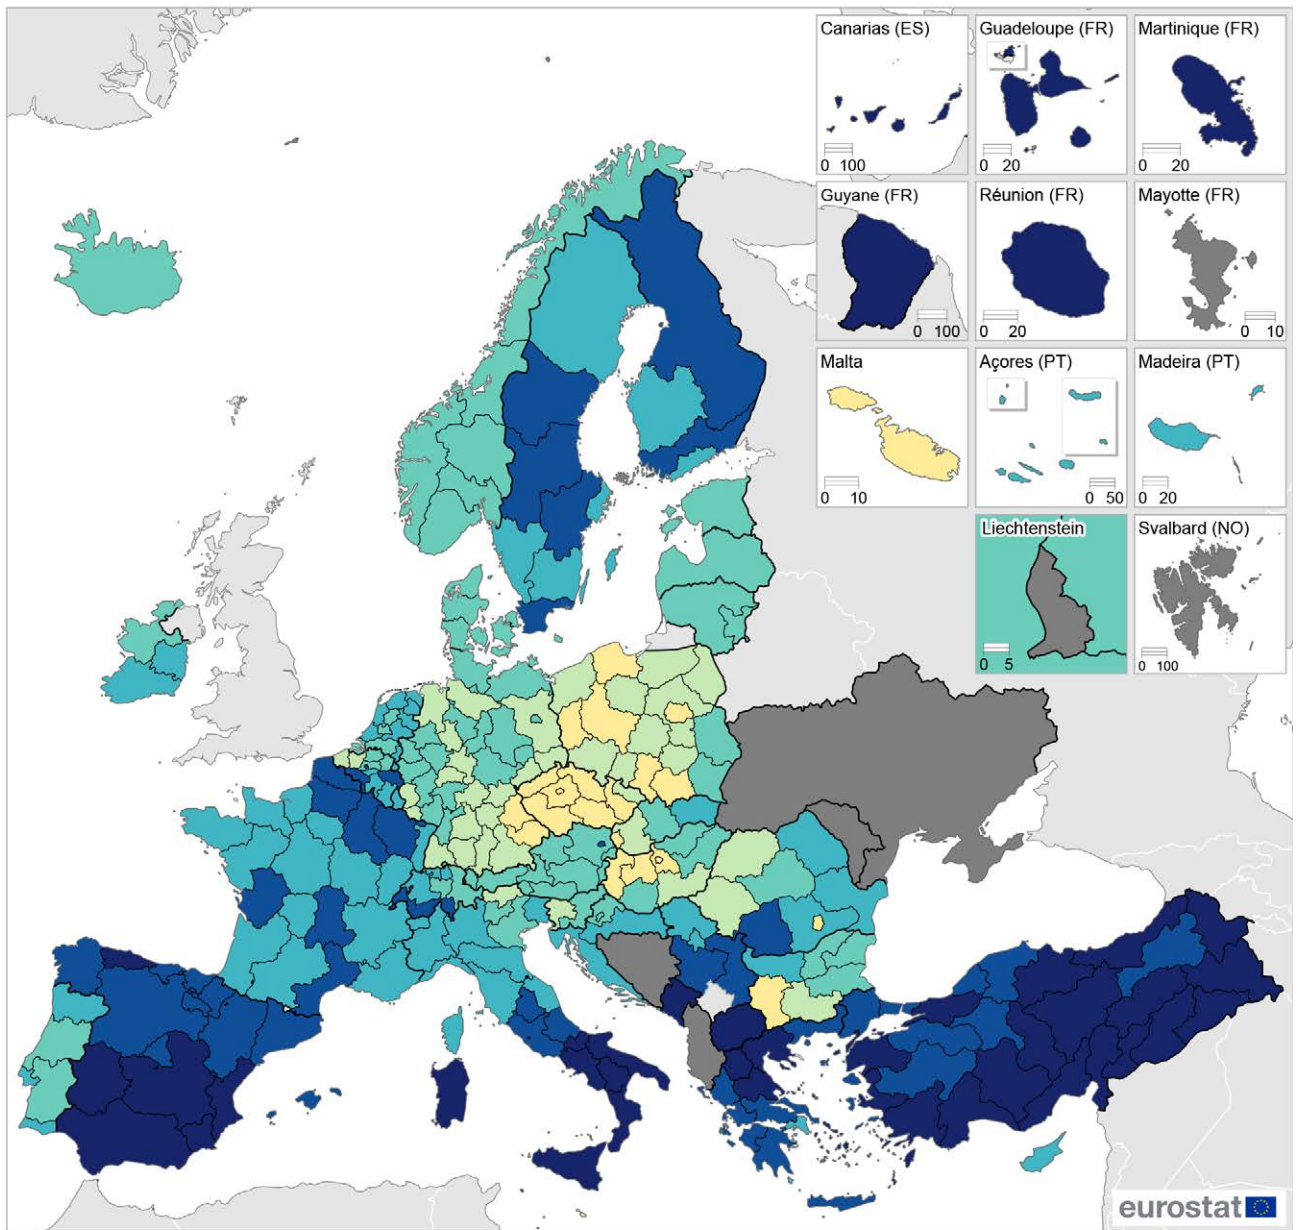 Canarias (ES)
0 100
Guadeloupe (FR)
0 20
Martinique (FR)
0 20
Guyane (FR)
0 100
Réunion (FR)
0 20
Mayotte (FR)
0 10
Malta
0 10
Açores (PT)
0 50
Madeira (PT)
0 20
Liechtenstein
0 5
Svalbard (NO)
0 100
eurostat